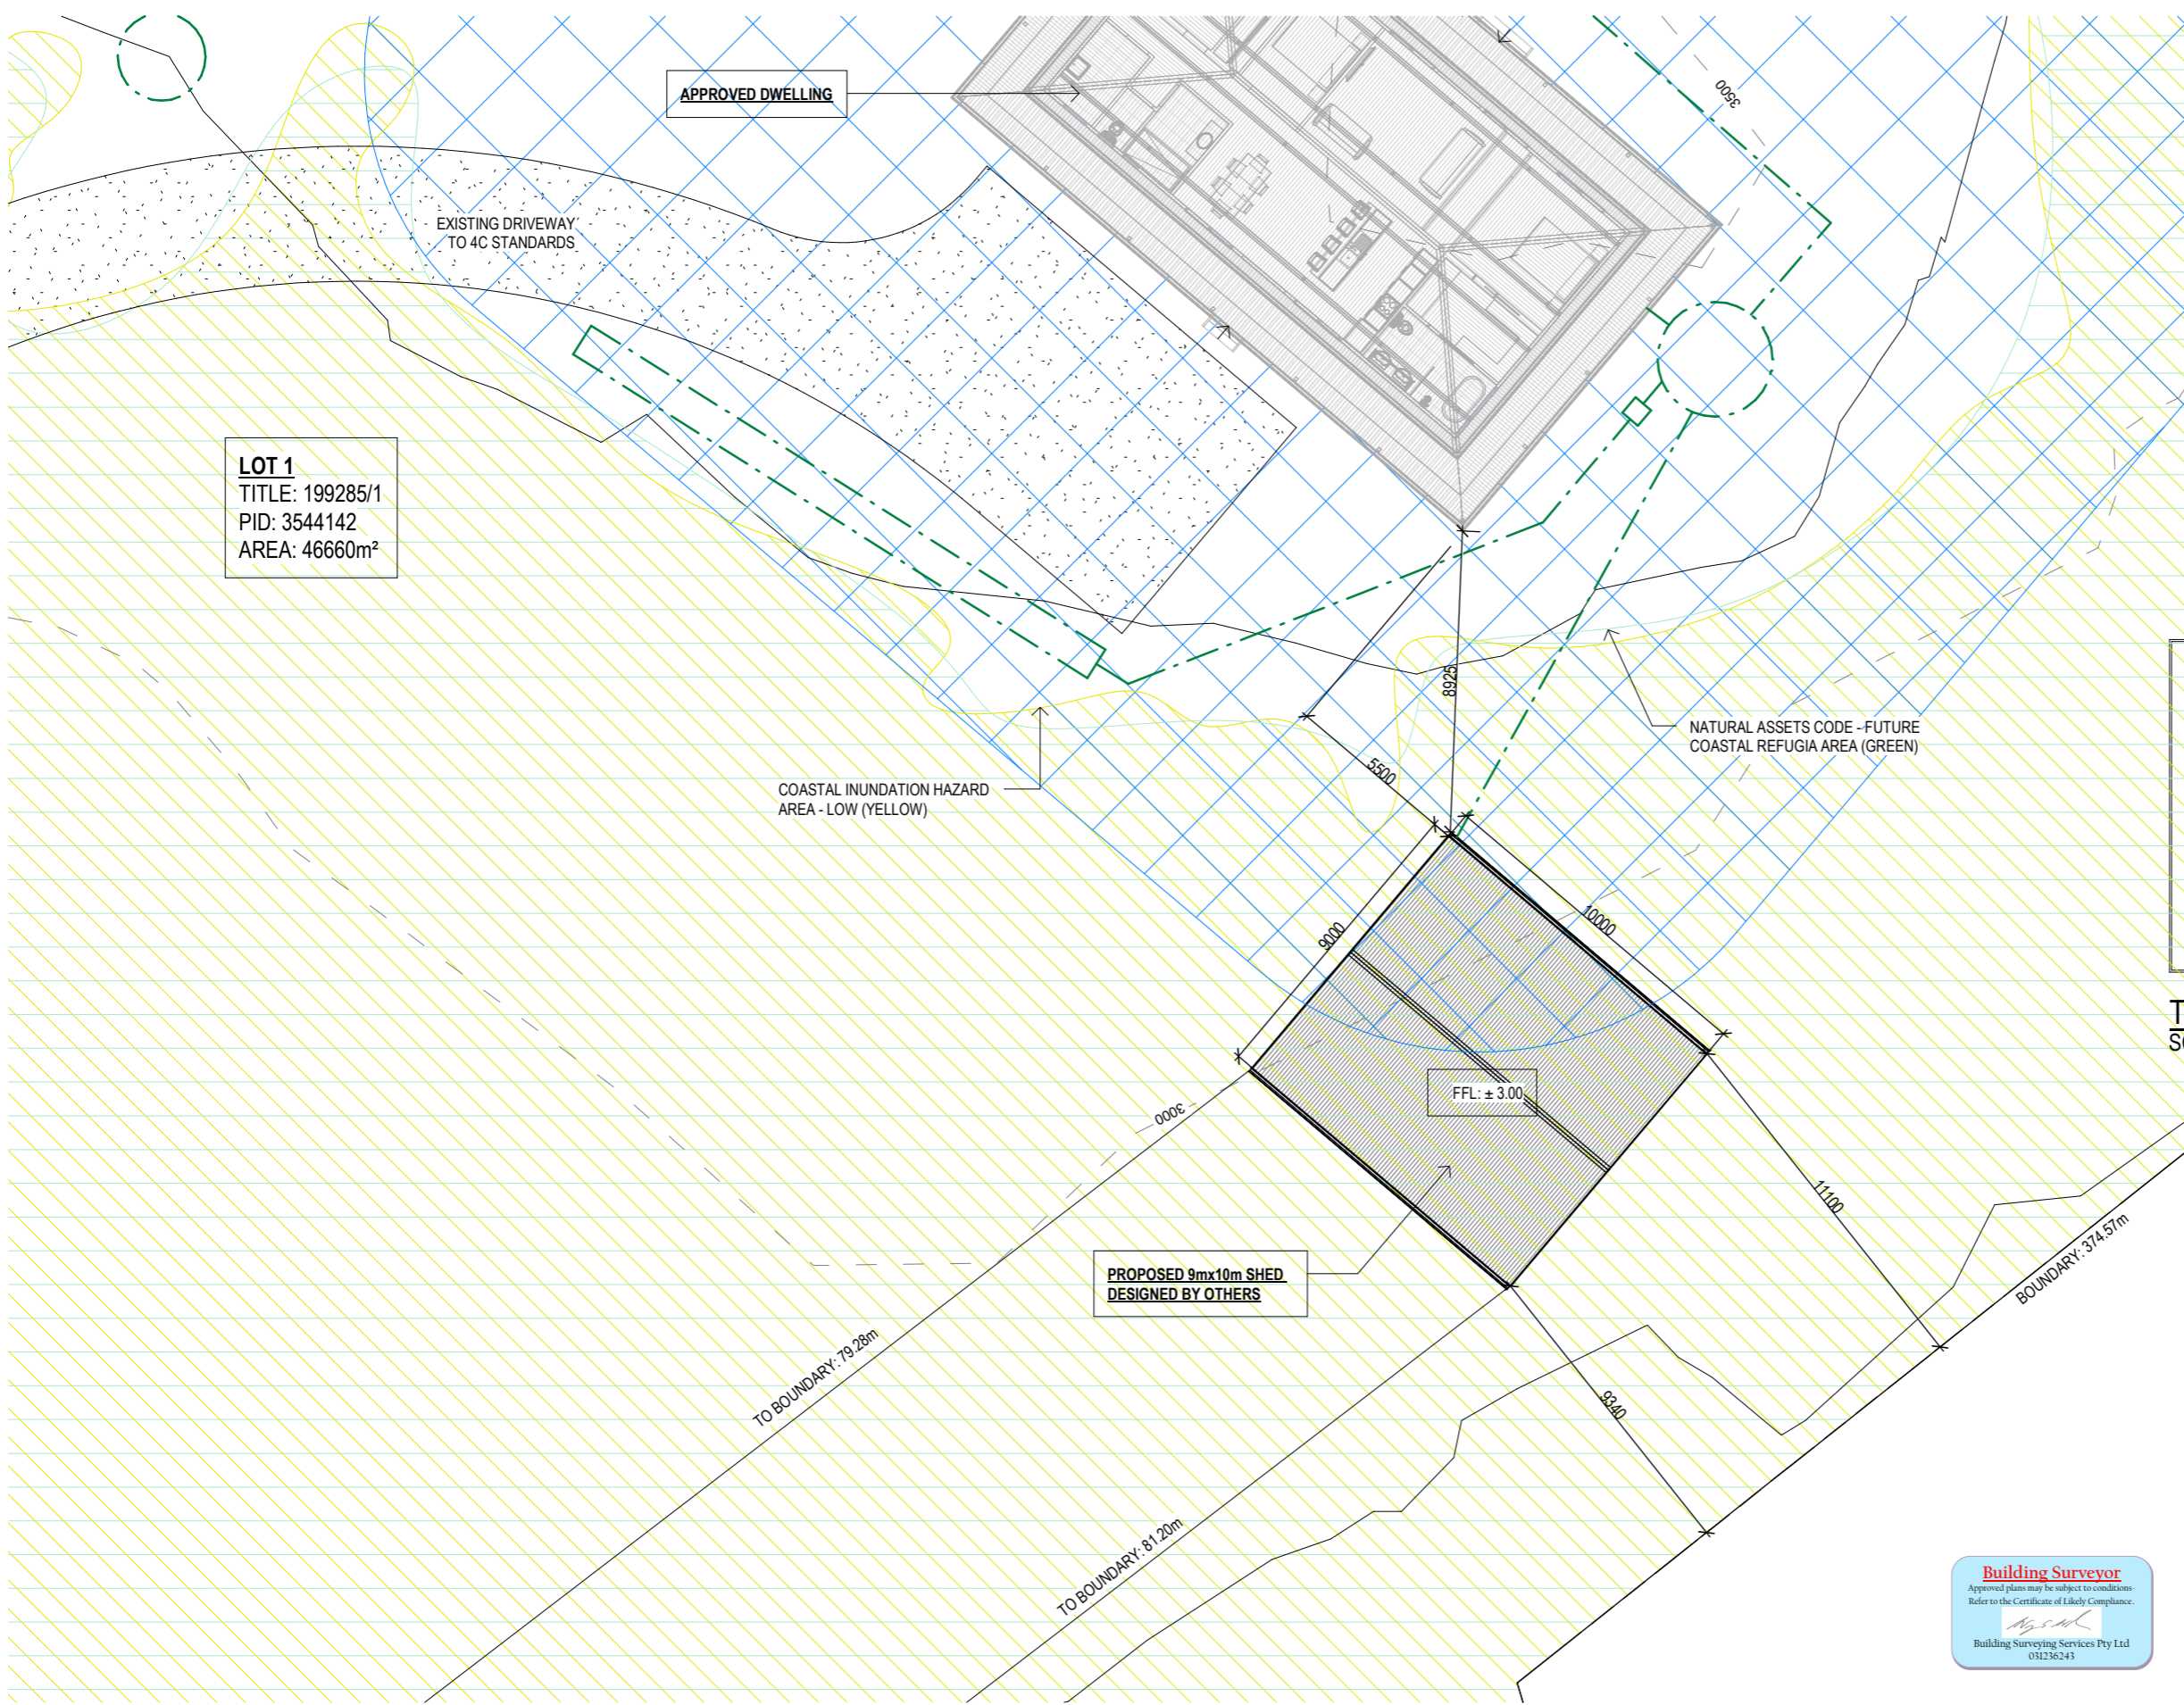 APPROVED DWELLING
3500
EXISTING DRIVEWAY
TO 4C STANDARDS
LOT 1
TITLE: 199285/1
PID: 3544142
AREA: 46660m²
8925
NATURAL ASSETS CODE - FUTURE
COASTAL REFUGIA AREA (GREEN)
5500
COASTAL INUNDATION HAZARD
AREA - LOW (YELLOW)
9000
10000
FFL: ± 3.00
3000
11100
BOUNDARY: 374.57m
PROPOSED 9mx10m SHED
DESIGNED BY OTHERS
TO BOUNDARY: 79.28m
9340
TO BOUNDARY: 81.20m
Building Surveyor
Approved plans may be subject to conditions-
Refer to the Certificate of Likely Compliance.
Building Surveying Services Pty Ltd
031236243